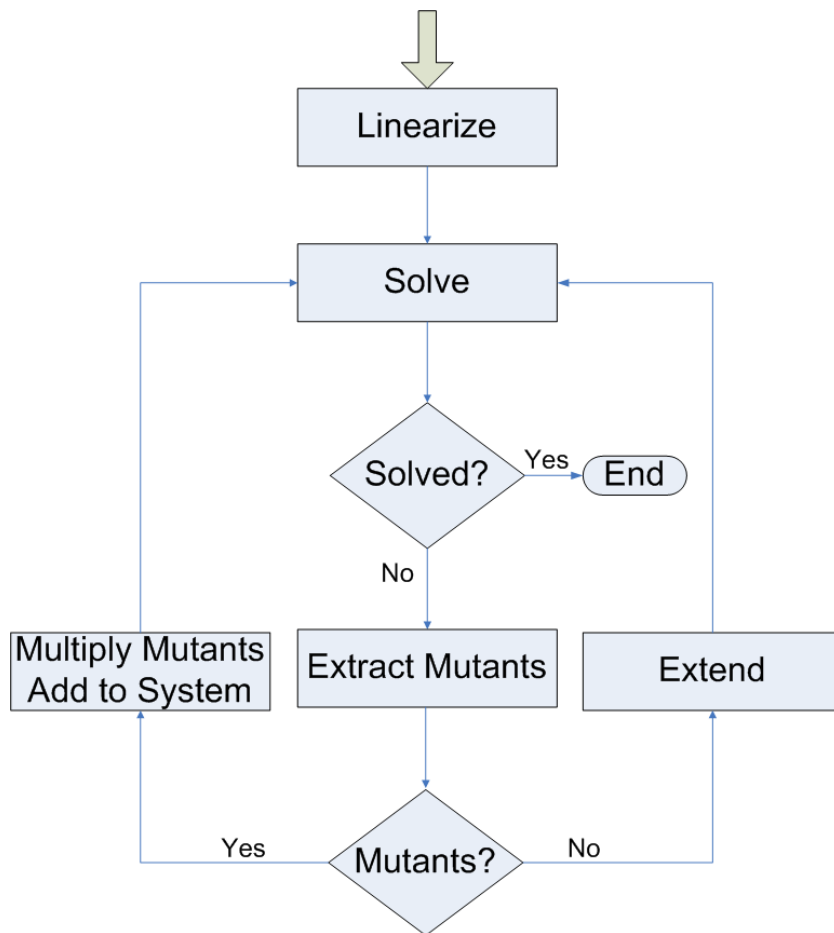 Linearize
Solve
Solved?
Yes
End
No
Multiply Mutants
Add to System
Extract Mutants
Extend
Yes
Mutants?
No